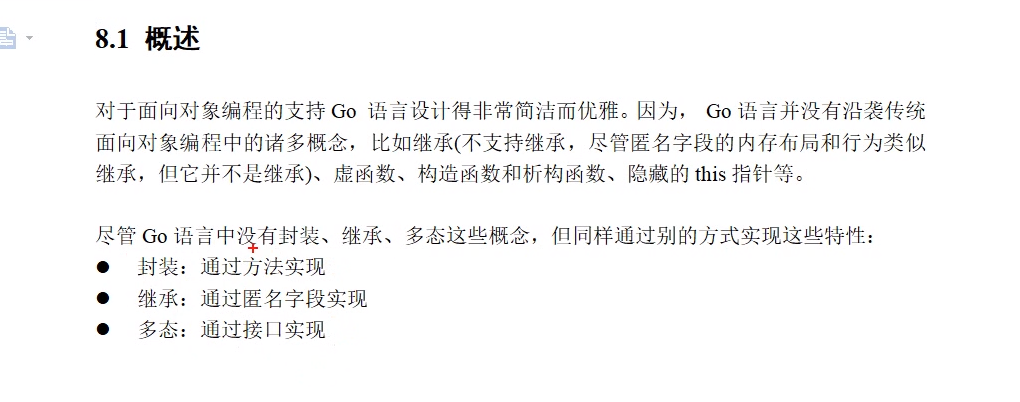 8.1 概述
对于面向对象编程的支持 Go 语言设计得非常简洁而优雅。因为， Go 语言并没有沿袭传统
面向对象编程中的诸多概念，比如继承(不支持继承，尽管匿名字段的内存布局和行为类似
继承，但它并不是继承)、虚函数、构造函数和析构函数、隐藏的 this 指针等。
尽管 Go 语言中没有封装、继承、多态这些概念，但同样通过别的方式实现这些特性：
● 封装：通过方法实现
● 继承：通过匿名字段实现
● 多态：通过接口实现